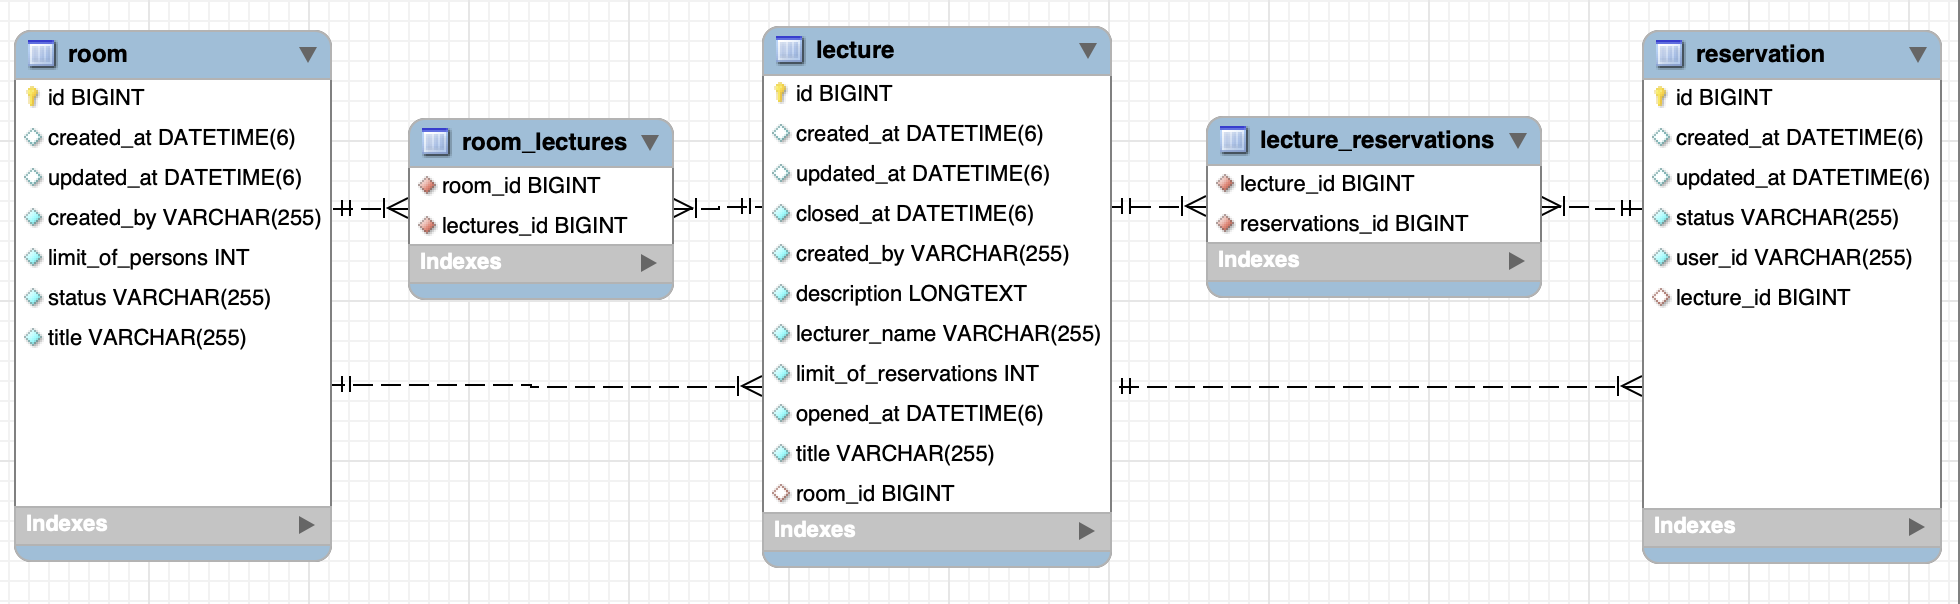 room
id BIGINT
created_at DATETIME(6)
updated_at DATETIME(6)
created_by VARCHAR(255)
limit_of_persons INT
status VARCHAR(255)
title VARCHAR(255)
Indexes
room_lectures
room_id BIGINT
lectures_id BIGINT
Indexes
lecture
id BIGINT
created_at DATETIME(6)
updated_at DATETIME(6)
closed_at DATETIME(6)
created_by VARCHAR(255)
description LONGTEXT
lecturer_name VARCHAR(255)
limit_of_reservations INT
opened_at DATETIME(6)
title VARCHAR(255)
room_id BIGINT
Indexes
lecture_reservations
lecture_id BIGINT
reservations_id BIGINT
Indexes
reservation
id BIGINT
created_at DATETIME(6)
updated_at DATETIME(6)
status VARCHAR(255)
user_id VARCHAR(255)
lecture_id BIGINT
Indexes